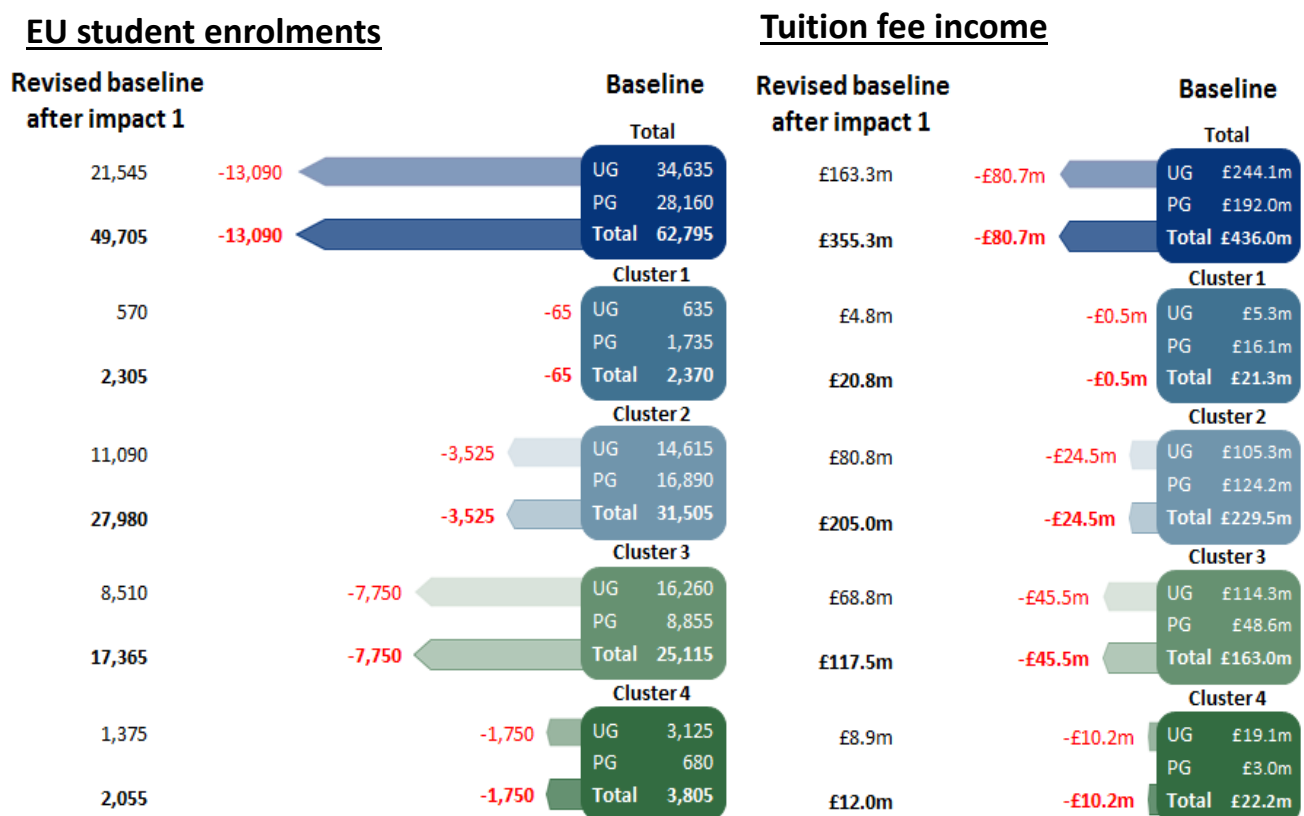 EU student enrolments
Revised baseline
after impact 1
Baseline
Total
21,545 -13,090 UG 34,635
PG 28,160
49,705 -13,090 Total 62,795
Cluster 1
570 -65 UG 635
PG 1,735
2,305 -65 Total 2,370
Cluster 2
11,090 -3,525 UG 14,615
PG 16,890
27,980 -3,525 Total 31,505
Cluster 3
8,510 -7,750 UG 16,260
PG 8,855
17,365 -7,750 Total 25,115
Cluster 4
1,375 -1,750 UG 3,125
PG 680
2,055 -1,750 Total 3,805
Tuition fee income
Revised baseline
after impact 1
Baseline
Total
£163.3m -£80.7m UG £244.1m
PG £192.0m
£355.3m -£80.7m Total £436.0m
Cluster 1
£4.8m -£0.5m UG £5.3m
PG £16.1m
£20.8m -£0.5m Total £21.3m
Cluster 2
£80.8m -£24.5m UG £105.3m
PG £124.2m
£205.0m -£24.5m Total £229.5m
Cluster 3
£68.8m -£45.5m UG £114.3m
PG £48.6m
£117.5m -£45.5m Total £163.0m
Cluster 4
£8.9m -£10.2m UG £19.1m
PG £3.0m
£12.0m -£10.2m Total £22.2m